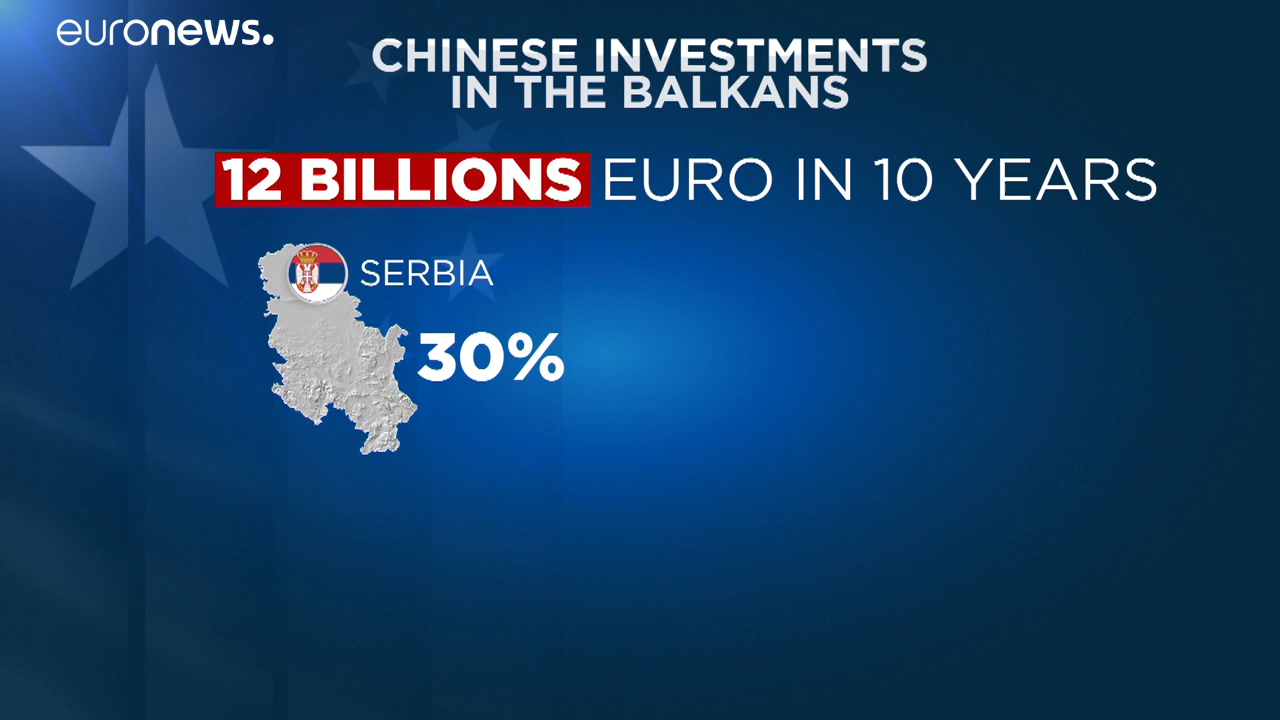 euronews.
CHINESE INVESTMENTS
IN THE BALKANS
12 BILLIONS EURO IN 10 YEARS
SERBIA
30%